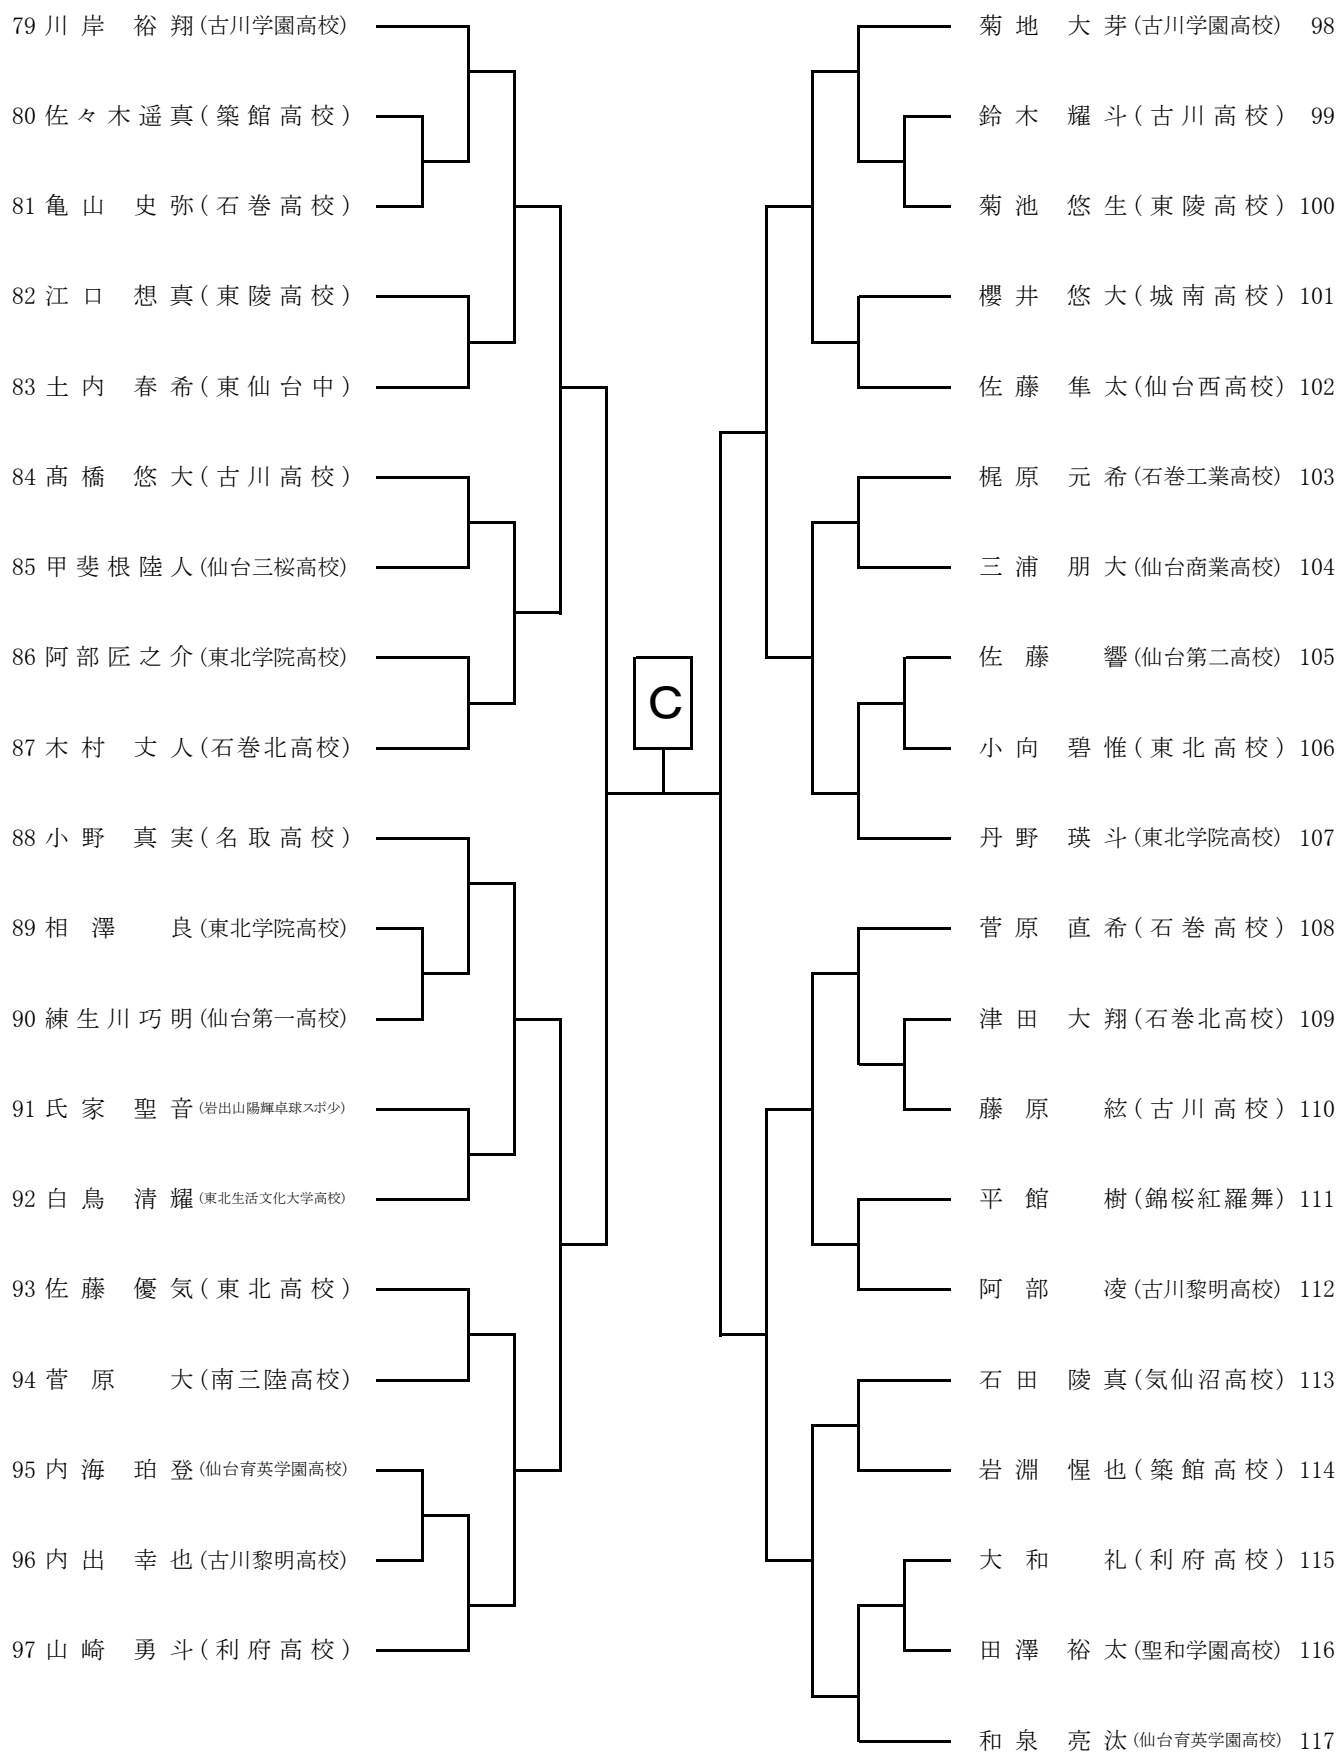 79 川岸 裕翔 (古川学園高校)
80 佐々木遥真 (築館高校)
81 亀山 史弥 (石巻高校)
82 江口 想真 (東陵高校)
83 土内 春希 (東仙台中)
84 髙橋 悠大 (古川高校)
85 甲斐根陸人 (仙台三桜高校)
86 阿部匠之介 (東北学院高校)
87 木村 丈人 (石巻北高校)
88 小野 真実 (名取高校)
89 相澤 良 (東北学院高校)
90 練生川巧明 (仙台第一高校)
91 氏家 聖音 (岩出山陽輝卓球スポ少)
92 白鳥 清耀 (東北生活文化大学高校)
93 佐藤 優気 (東北高校)
94 菅原 大 (南三陸高校)
95 内海 珀登 (仙台育英学園高校)
96 内出 幸也 (古川黎明高校)
97 山崎 勇斗 (利府高校)
C
菊地 大芽 (古川学園高校) 98
鈴木 耀斗 (古川高校) 99
菊池 悠生 (東陵高校) 100
櫻井 悠大 (城南高校) 101
佐藤 隼太 (仙台西高校) 102
梶原 元希 (石巻工業高校) 103
三浦 朋大 (仙台商業高校) 104
佐藤 響 (仙台第二高校) 105
小向 碧惟 (東北高校) 106
丹野 瑛斗 (東北学院高校) 107
菅原 直希 (石巻高校) 108
津田 大翔 (石巻北高校) 109
藤原 絃 (古川高校) 110
平館 樹 (錦桜紅羅舞) 111
阿部 凌 (古川黎明高校) 112
石田 陵真 (気仙沼高校) 113
岩淵 惺也 (築館高校) 114
大和 礼 (利府高校) 115
田澤 裕太 (聖和学園高校) 116
和泉 亮汰 (仙台育英学園高校) 117